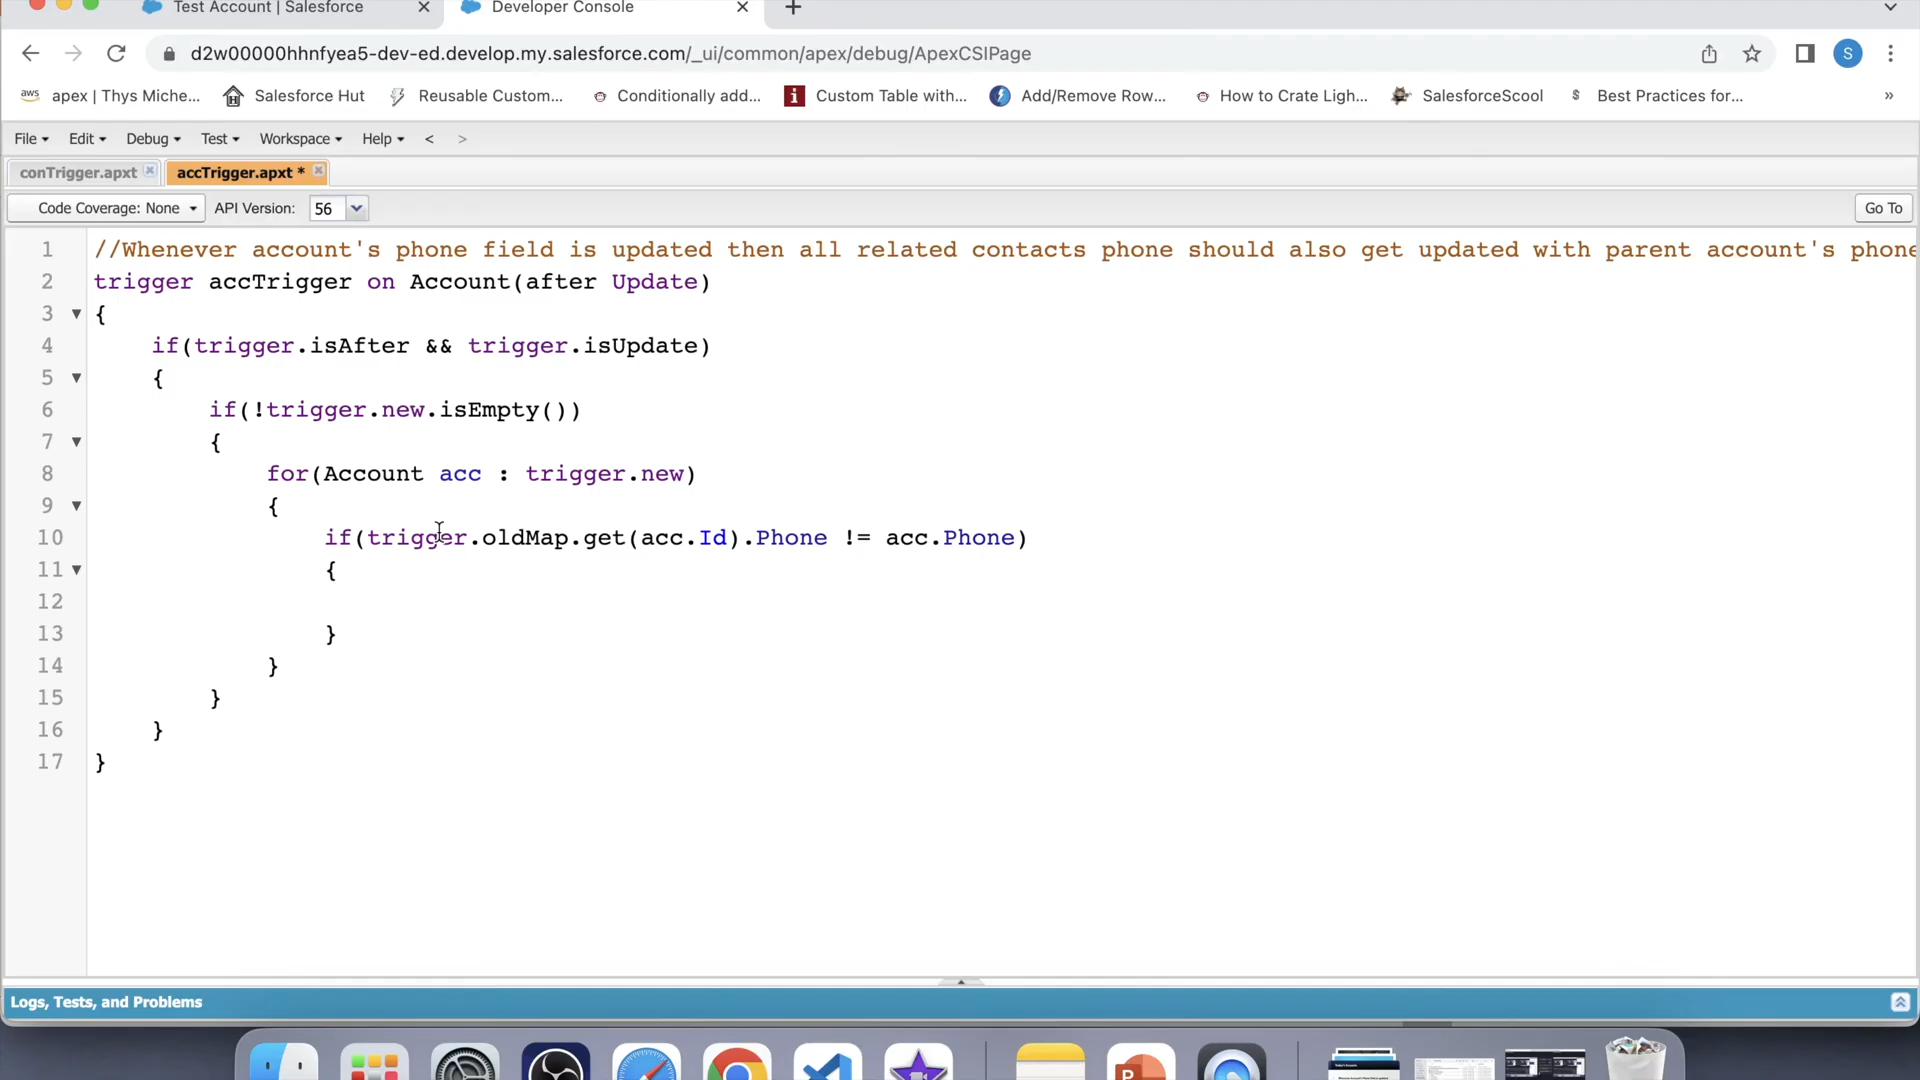 Test Account | Salesforce
Developer Console
d2w00000hhnfyea5-dev-ed.develop.my.salesforce.com/_ui/common/apex/debug/ApexCSIPage
S
aws apex | Thys Miche... Salesforce Hut Reusable Custom... Conditionally add... Custom Table with... Add/Remove Row... How to Crate Ligh... SalesforceScool Best Practices for... »
File Edit Debug Test Workspace Help < >
conTrigger.apxt accTrigger.apxt *
Code Coverage: None API Version: 56 Go To
1 //Whenever account's phone field is updated then all related contacts phone should also get updated with parent account's phone
2 trigger accTrigger on Account(after Update)
3 {
4 if(trigger.isAfter && trigger.isUpdate)
5 {
6 if(!trigger.new.isEmpty())
7 {
8 for(Account acc : trigger.new)
9 {
10 if(trigger.oldMap.get(acc.Id).Phone != acc.Phone)
11 {
12
13 }
14 }
15 }
16 }
17 }
Logs, Tests, and Problems